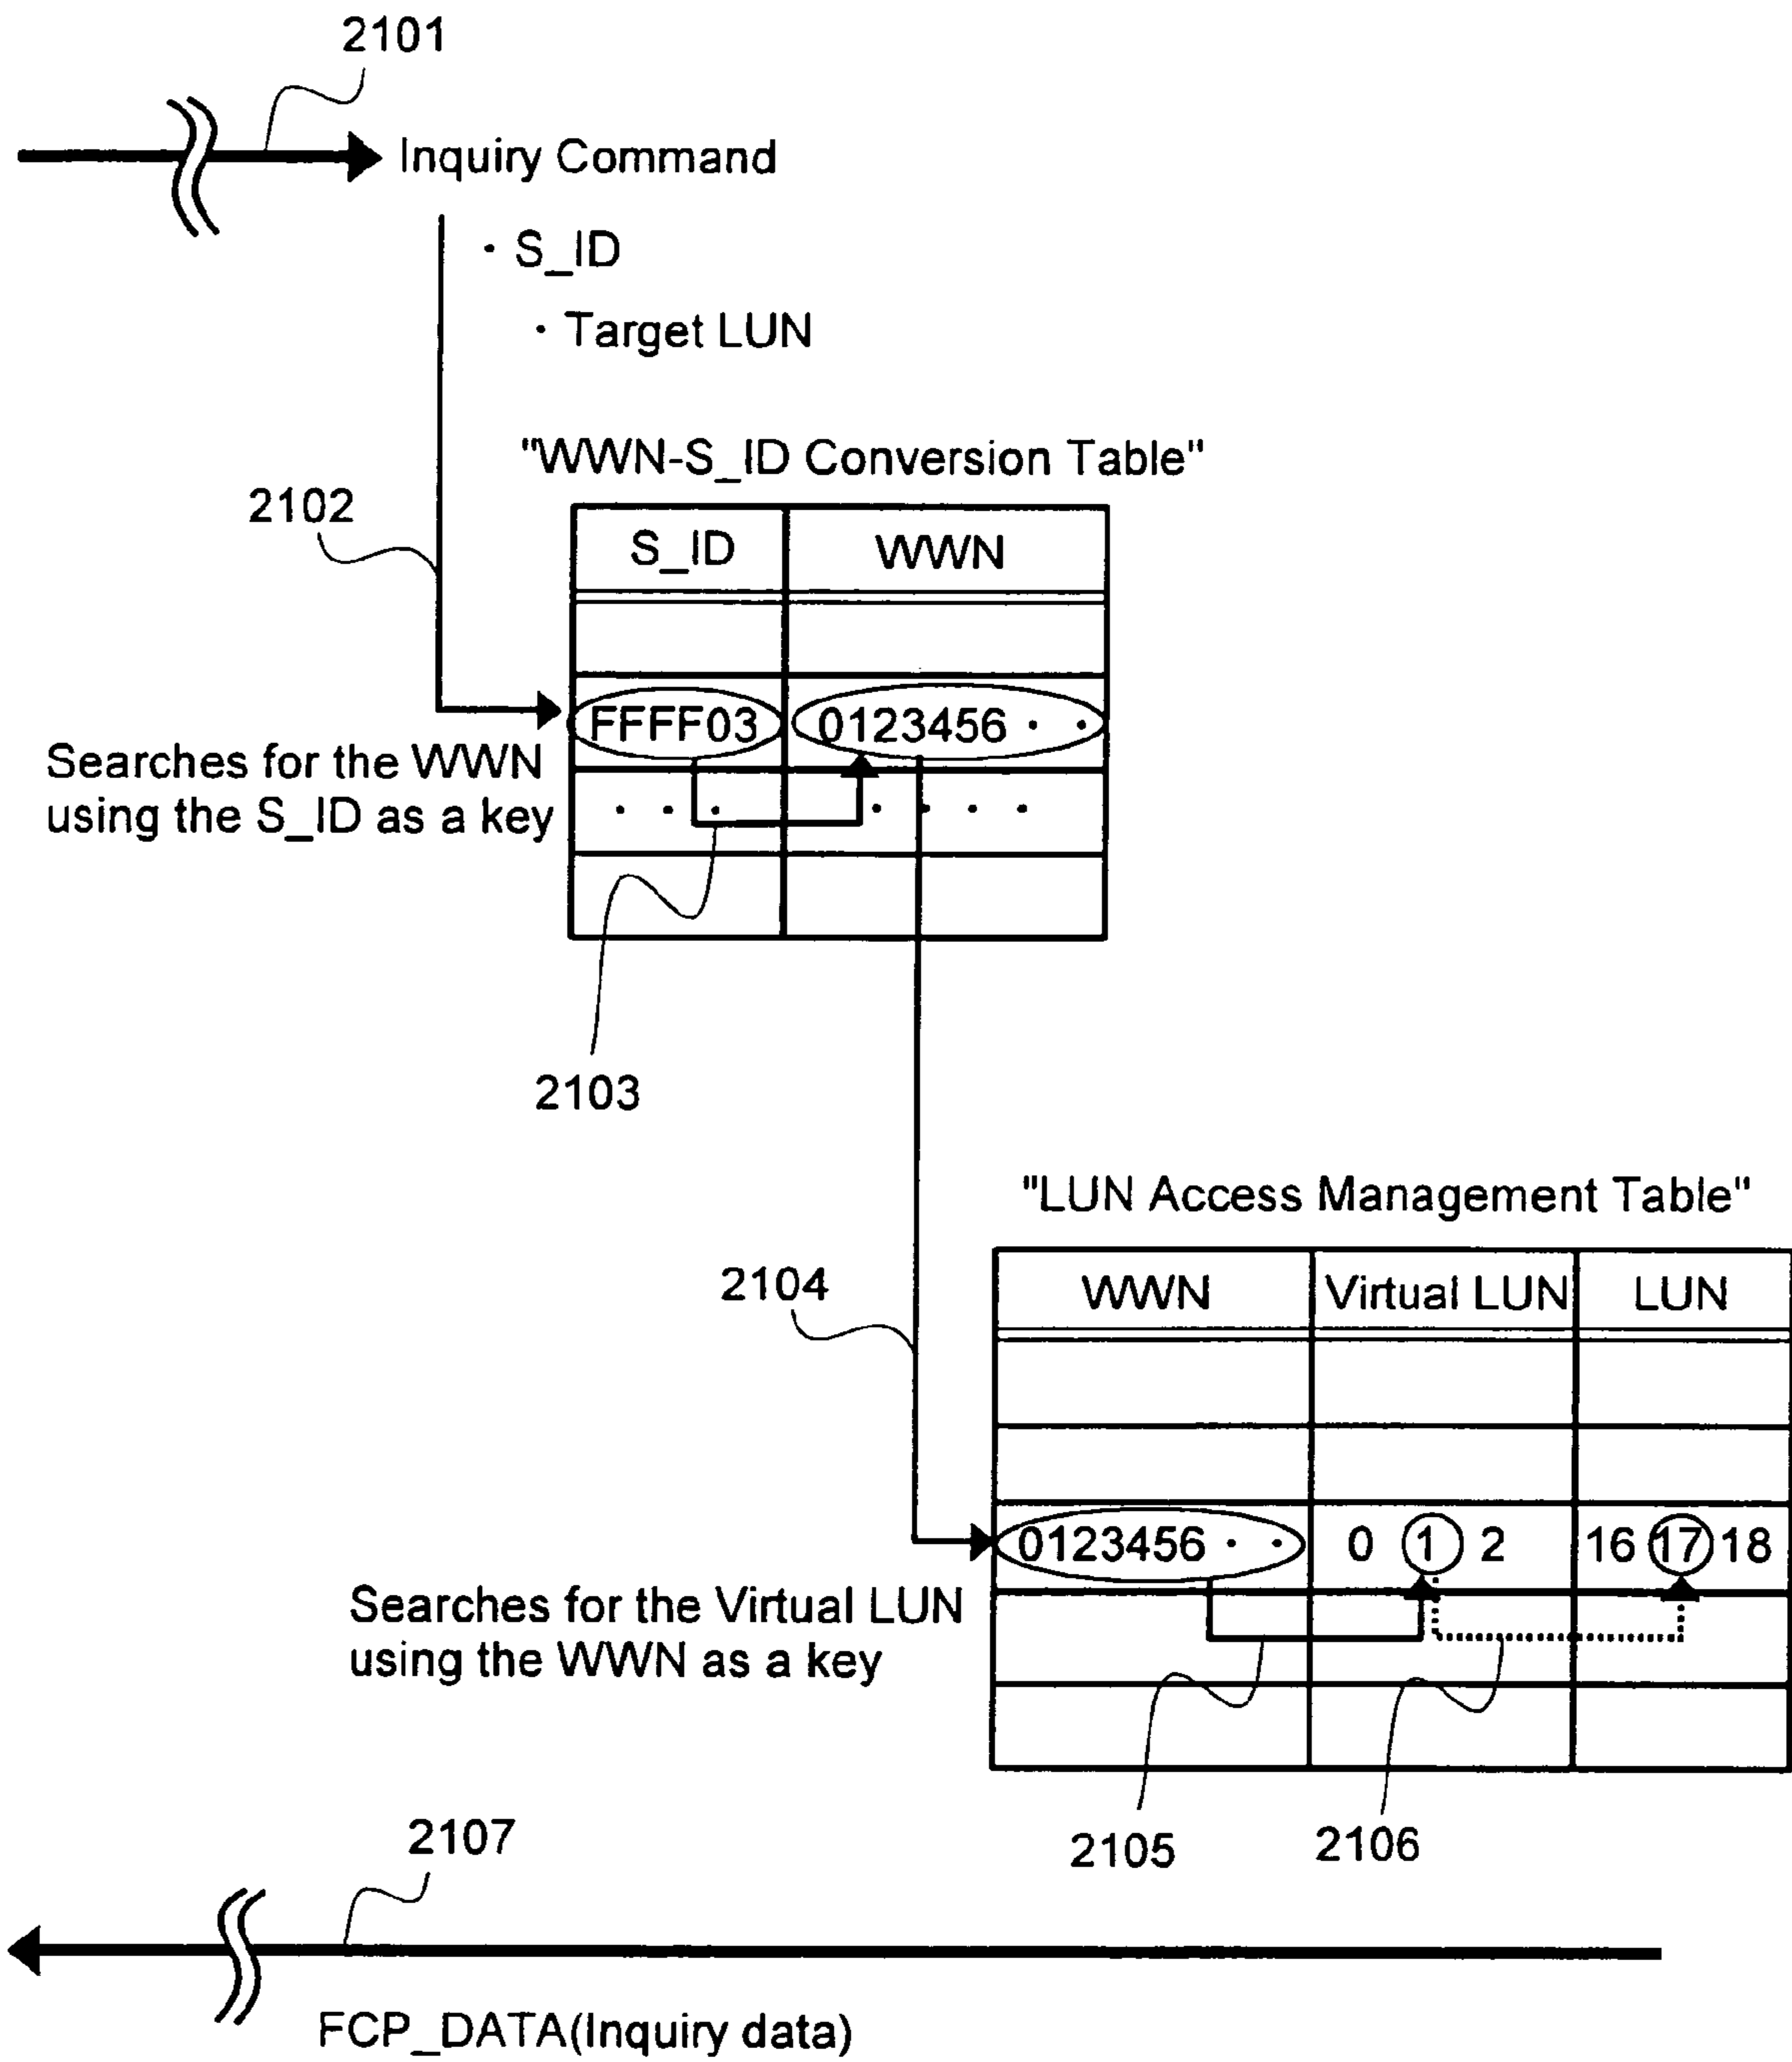 2101
Inquiry Command
· S_ID
· Target LUN
"WWN-S_ID Conversion Table"
2102
S_ID WWN
FFFF03 0123456 · ·
Searches for the WWN
using the S_ID as a key
· · · · · · ·
2103
"LUN Access Management Table"
2104
WWN Virtual LUN LUN
0123456 · · 0 1 2 16 17 18
Searches for the Virtual LUN
using the WWN as a key
2105 2106
2107
FCP_DATA(Inquiry data)